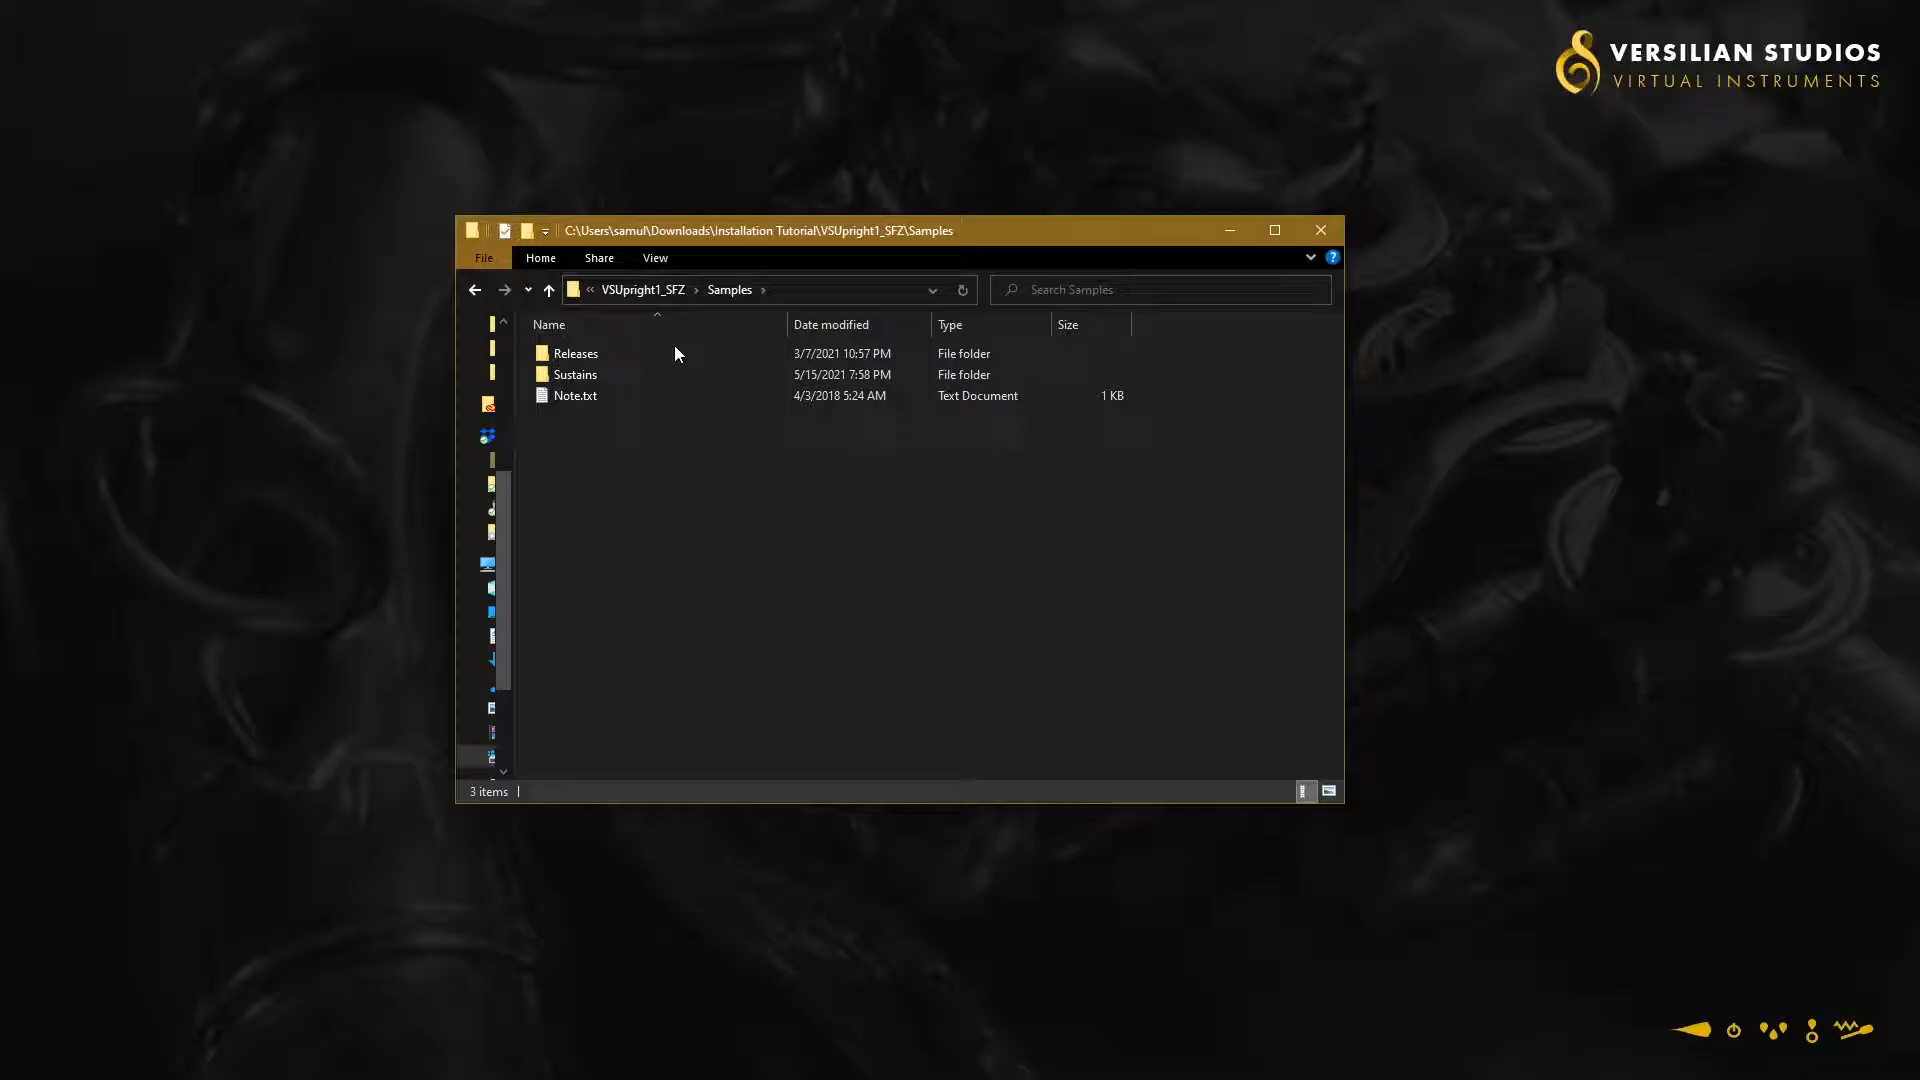 VERSILIAN STUDIOS
VIRTUAL INSTRUMENTS
C:\Users\samul\Downloads\Installation Tutorial\VSUpright1_SFZ\Samples
File Home Share View
« VSUpright1_SFZ › Samples › Search Samples
Name Date modified Type Size
Releases 3/7/2021 10:57 PM File folder
Sustains 5/15/2021 7:58 PM File folder
Note.txt 4/3/2018 5:24 AM Text Document 1 KB
3 items